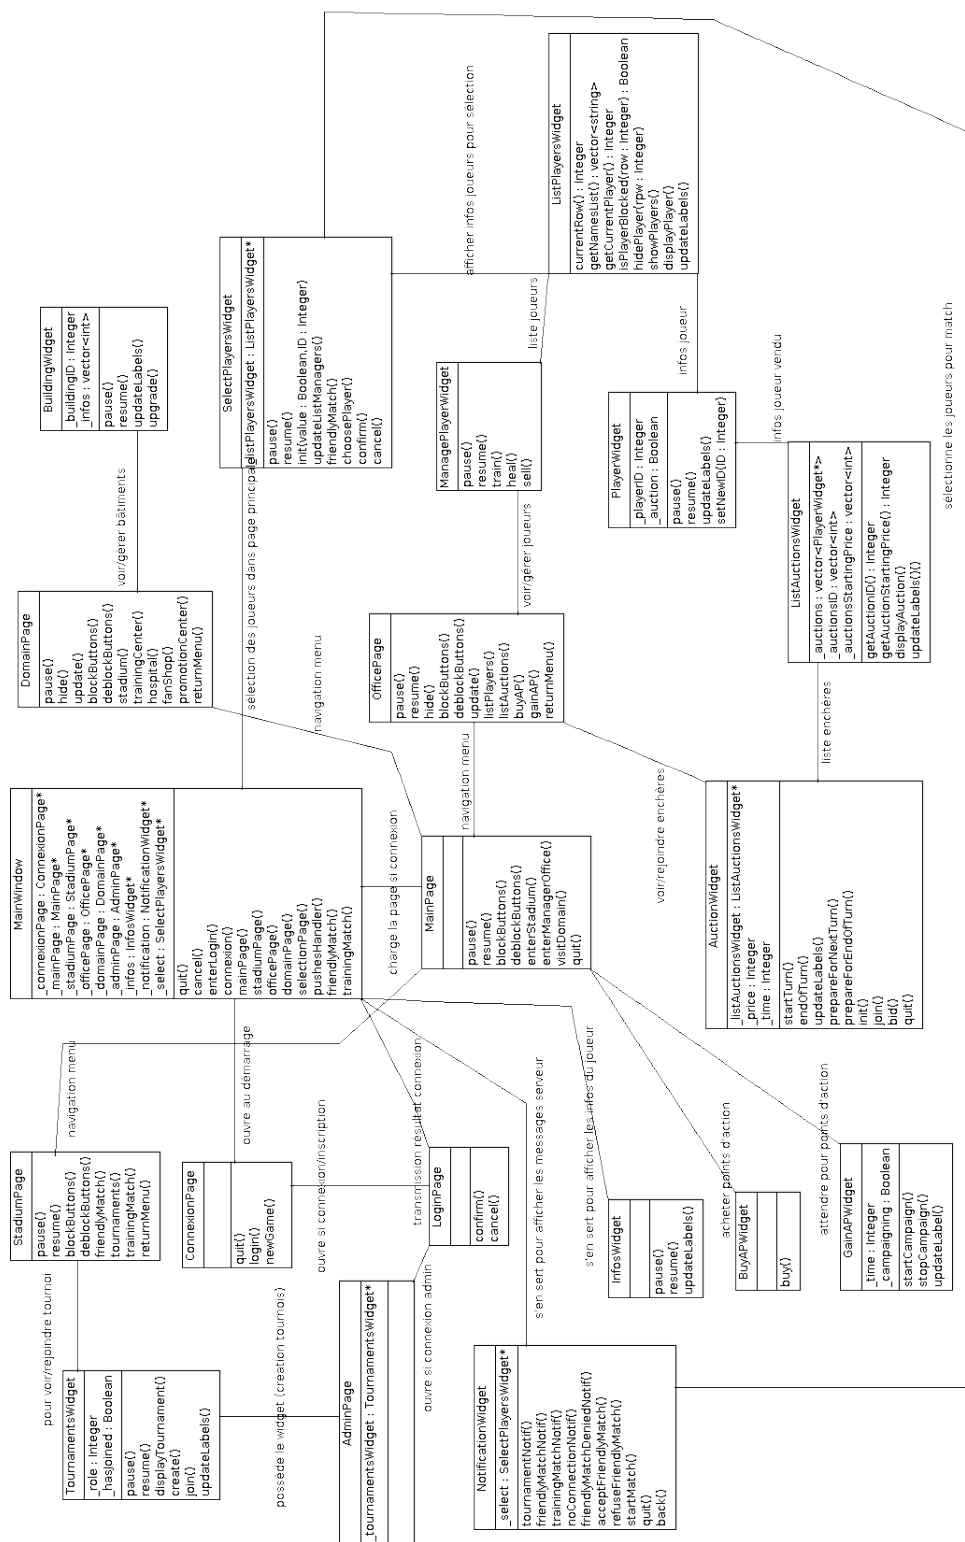 TournamentsWidget
_role : Integer
_hasJoined : Boolean
pause()
resume()
displayTournament()
create()
join()
updateLabels()
pour voir/rejoindre tournoi
StadiumPage
pause()
resume()
blockButtons()
deblockButtons()
friendlyMatch()
tournaments()
trainingMatch()
returnMenu()
navigation menu
MainWindow
_connexionPage : ConnexionPage*
_mainPage : MainPage*
_stadiumPage : StadiumPage*
_officePage : OfficePage*
_domainPage : DomainPage*
_adminPage : AdminPage*
_infos : InfosWidget*
_notification : NotificationWidget*
_select : SelectPlayersWidget*
quit()
cancel()
enterLogin()
connexion()
mainPage()
stadiumPage()
officePage()
domainPage()
selectionPage()
pushesHandler()
friendlyMatch()
trainingMatch()
DomainPage
pause()
hide()
update()
blockButtons()
deblockButtons()
stadium()
trainingCenter()
hospital()
fanShop()
promotionCenter()
returnMenu()
voir/gérer bâtiments
BuildingWidget
_buildingID : Integer
_infos : vector<int>
pause()
resume()
updateLabels()
upgrade()
ConnexionPage
quit()
login()
newGame()
ouvre au démarrage
ouvre si connexion/inscription
possède le widget (création tournois)
sélection des joueurs dans page principale
navigation menu
SelectPlayersWidget
_listPlayersWidget : ListPlayersWidget*
pause()
resume()
init(value : Boolean,ID : Integer)
updateListManagers()
friendlyMatch()
choosePlayer()
confirm()
cancel()
AdminPage
_tournamentsWidget : TournamentsWidget*
ouvre si connexion admin
LoginPage
confirm()
cancel()
transmission résultat connexion
charge la page si connexion
MainPage
pause()
resume()
blockButtons()
deblockButtons()
enterStadium()
enterManagerOffice()
visitDomain()
quit()
navigation menu
OfficePage
pause()
resume()
hide()
blockButtons()
deblockButtons()
update()
listPlayers()
listAuctions()
buyAP()
gainAP()
returnMenu()
voir/gérer joueurs
ManagePlayerWidget
pause()
resume()
train()
heal()
sell()
liste joueurs
afficher infos joueurs pour sélection
ListPlayersWidget
currentRow() : Integer
getNamesList() : vector<string>
getCurrentPlayer() : Integer
isPlayerBlocked(row : Integer) : Boolean
hidePlayer(rpw : Integer)
showPlayers()
displayPlayer()
updateLabels()
NotificationWidget
_select : SelectPlayersWidget*
tournamentNotif()
friendlyMatchNotif()
trainingMatchNotif()
noConnectionNotif()
friendlyMatchDeniedNotif()
acceptFriendlyMatch()
refuseFriendlyMatch()
startMatch()
quit()
back()
s'en sert pour afficher les messages serveur
s'en sert pour afficher les infos du joueur
InfosWidget
pause()
resume()
updateLabels()
voir/rejoindre enchères
infos joueur
PlayerWidget
_playerID : Integer
_auction : Boolean
pause()
resume()
updateLabels()
setNewID(ID : Integer)
infos joueur vendu
acheter points d'action
BuyAPWidget
buy()
AuctionWidget
_listAuctionsWidget : ListAuctionsWidget*
_price : Integer
_time : Integer
startTurn()
endOfTurn()
updateLabels()
prepareForNextTurn()
prepareForEndOfTurn()
init()
join()
bid()
quit()
liste enchères
ListAuctionsWidget
_auctions : vector<PlayerWidget*>
_auctionsID : vector<int>
_auctionsStartingPrice : vector<int>
getAuctionID() : Integer
getAuctionStartingPrice() : Integer
displayAuction()
updateLabels()()
attendre pour points d'action
GainAPWidget
_time : Integer
_campaigning : Boolean
startCampaign()
stopCampaign()
updateLabel()
sélectionne les joueurs pour match